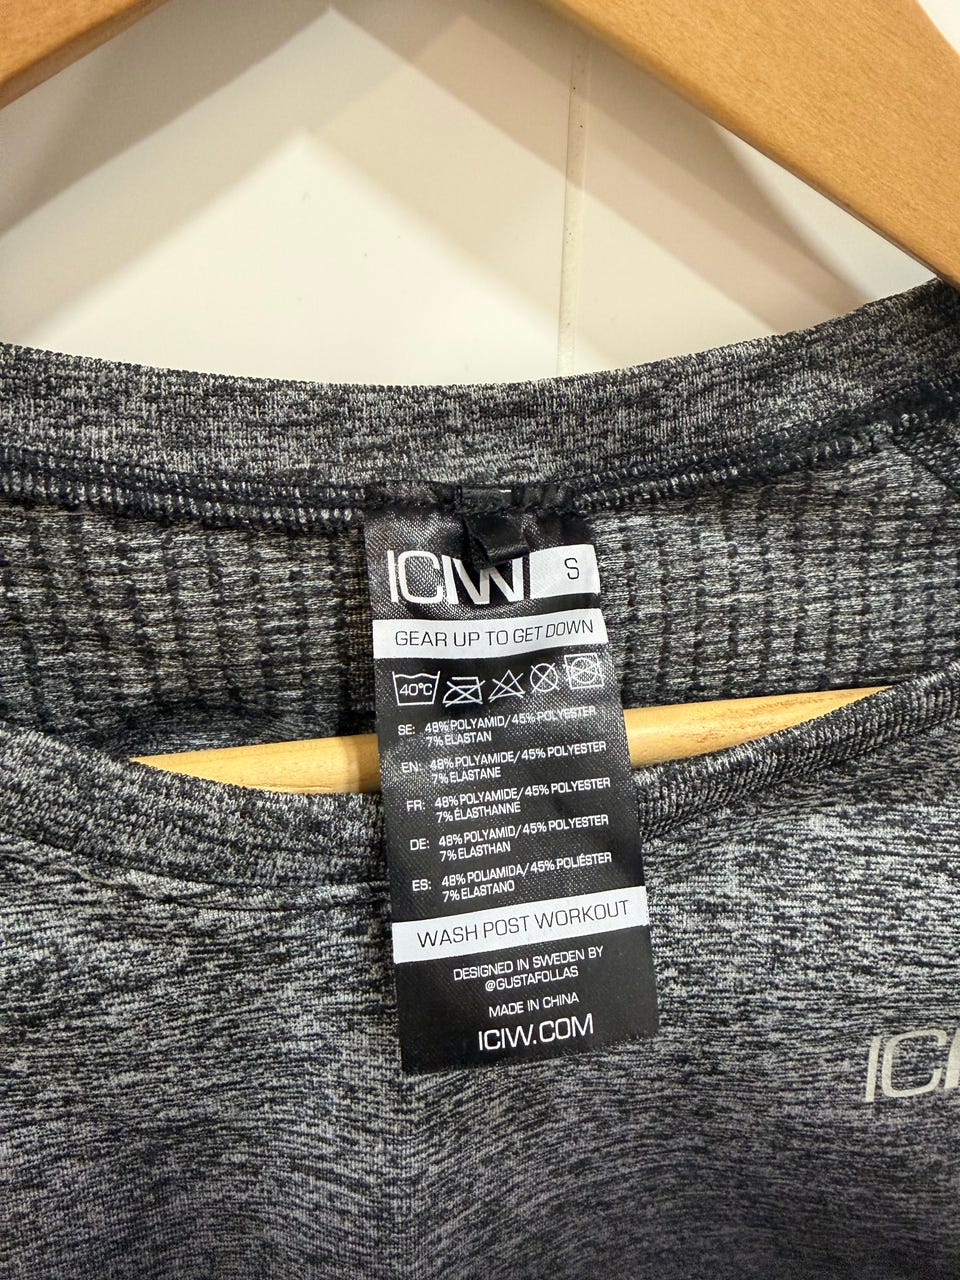 ICIW S
GEAR UP TO GET DOWN
40°C
SE: 48% POLYAMID/45% POLYESTER
7% ELASTAN
EN: 48% POLYAMIDE/45% POLYESTER
7% ELASTANE
FR: 48% POLYAMIDE/45% POLYESTER
7% ÉLASTHANNE
DE: 48% POLYAMID/45% POLYESTER
7% ELASTHAN
ES: 48% POLIAMIDA/45% POLIÉSTER
7% ELASTANO
WASH POST WORKOUT
DESIGNED IN SWEDEN BY
@GUSTAFOLLAS
MADE IN CHINA
ICIW.COM
IC